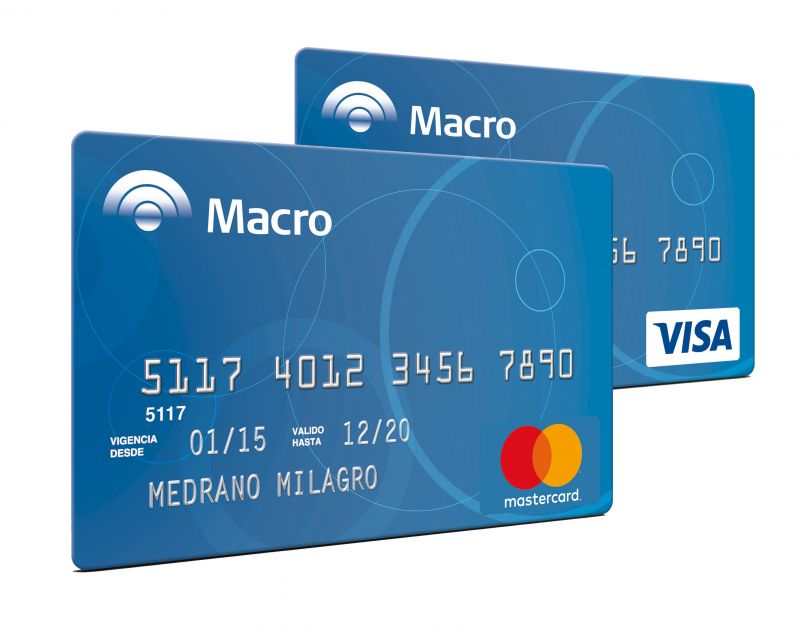 Macro
5117 4012 3456 7890
5117
VIGENCIA
DESDE
01/15
VALIDO
HASTA
12/20
MEDRANO MILAGRO
mastercard.
Macro
56 7890
VISA